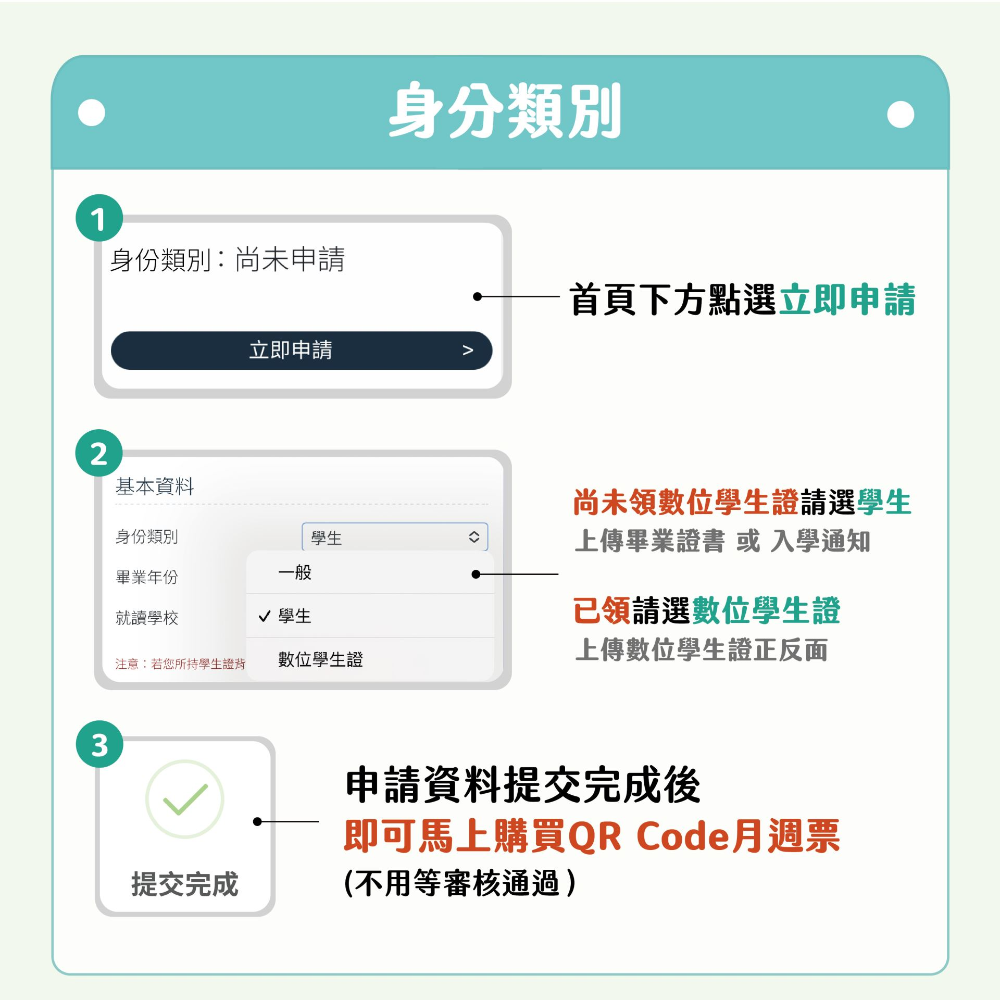 身分類別
1
身份類別：尚未申請
立即申請 >
首頁下方點選立即申請
2
基本資料
身份類別
學生
畢業年份
就讀學校
注意：若您所持學生證背
一般
✓ 學生
數位學生證
尚未領數位學生證請選學生
上傳畢業證書 或 入學通知
已領請選數位學生證
上傳數位學生證正反面
3
提交完成
申請資料提交完成後
即可馬上購買QR Code月週票
(不用等審核通過)